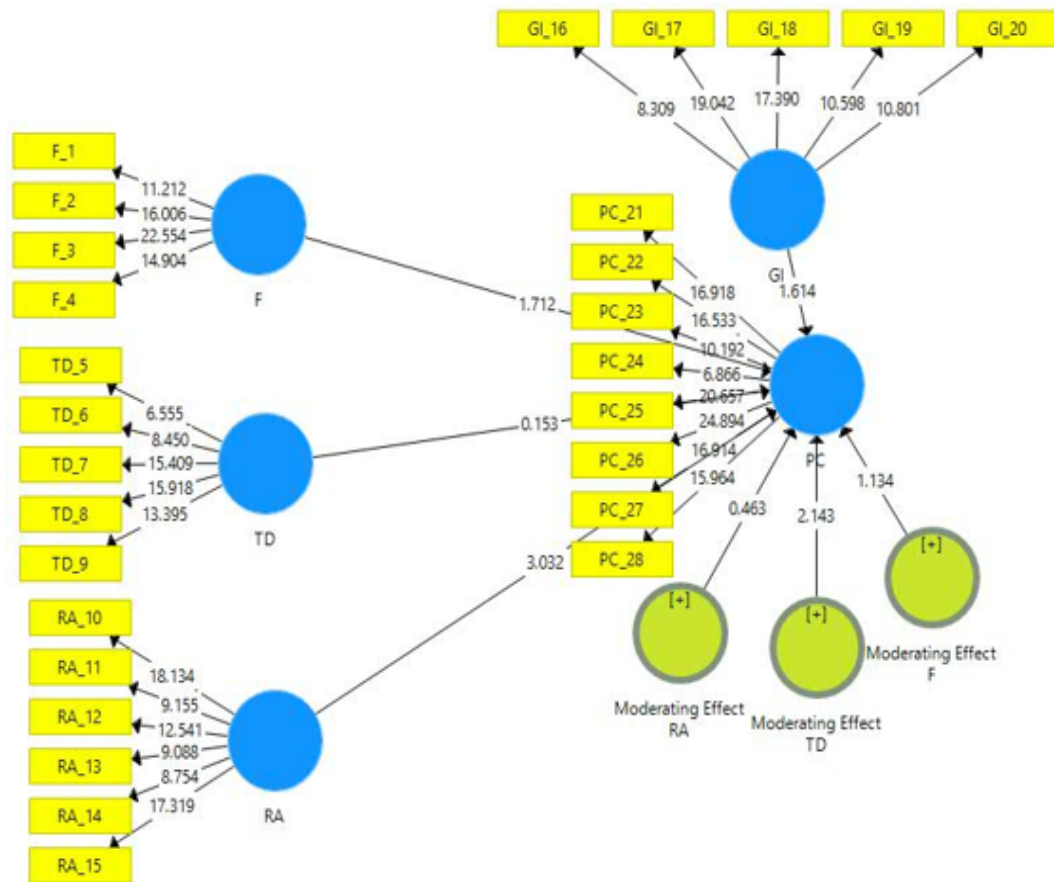 GI_16
GI_17
GI_18
GI_19
GI_20
8.309
19.042
17.390
10.598
10.801
GI
1.614
F_1
F_2
F_3
F_4
11.212
16.006
22.554
14.904
F
1.712
TD_5
TD_6
TD_7
TD_8
TD_9
6.555
8.450
15.409
15.918
13.395
TD
0.153
RA_10
RA_11
RA_12
RA_13
RA_14
RA_15
18.134
9.155
12.541
9.088
8.754
17.319
RA
3.032
PC_21
PC_22
PC_23
PC_24
PC_25
PC_26
PC_27
PC_28
16.918
16.533
10.192
6.866
20.657
24.894
16.914
15.964
PC
0.463
2.143
1.134
[+]
Moderating Effect
RA
[+]
Moderating Effect
TD
[+]
Moderating Effect
F